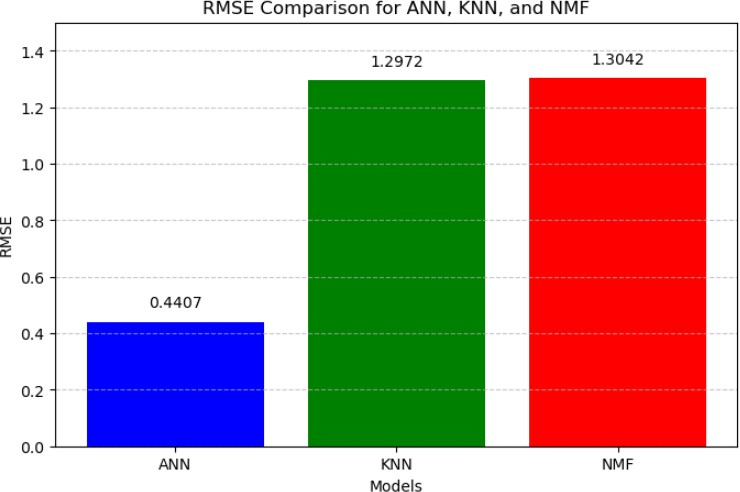 RMSE Comparison for ANN, KNN, and NMF
1.4
1.2
1.0
0.8
0.6
0.4
0.2
0.0
RMSE
0.4407
1.2972
1.3042
ANN
KNN
NMF
Models